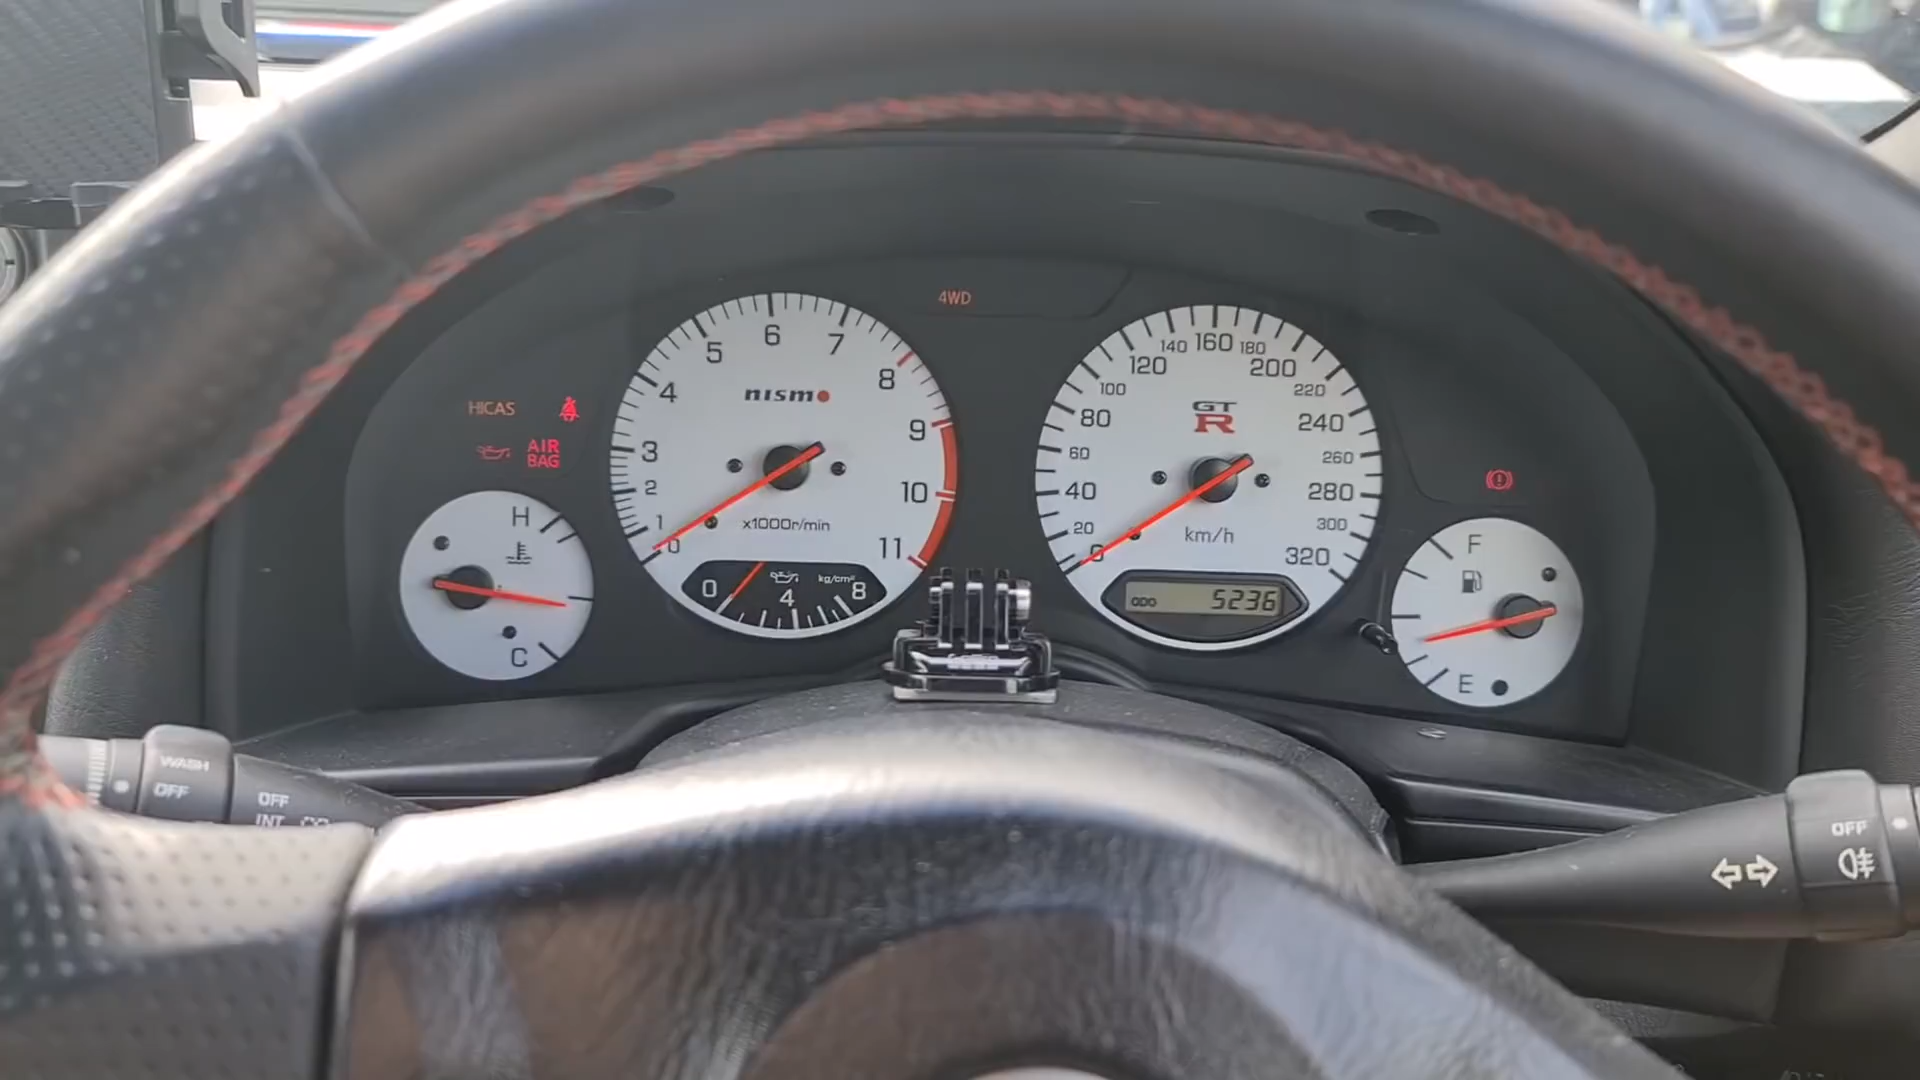 4WD
HICAS
AIR
BAG
0
1
2
3
4
5
6
7
8
9
10
11
nismo
x1000r/min
0
4
8
kg/cm²
0
20
40
60
80
100
120
140
160
180
200
220
240
260
280
300
320
GT
R
km/h
ODO 5236
H
C
F
E
WASH
OFF
OFF
INT
OFF